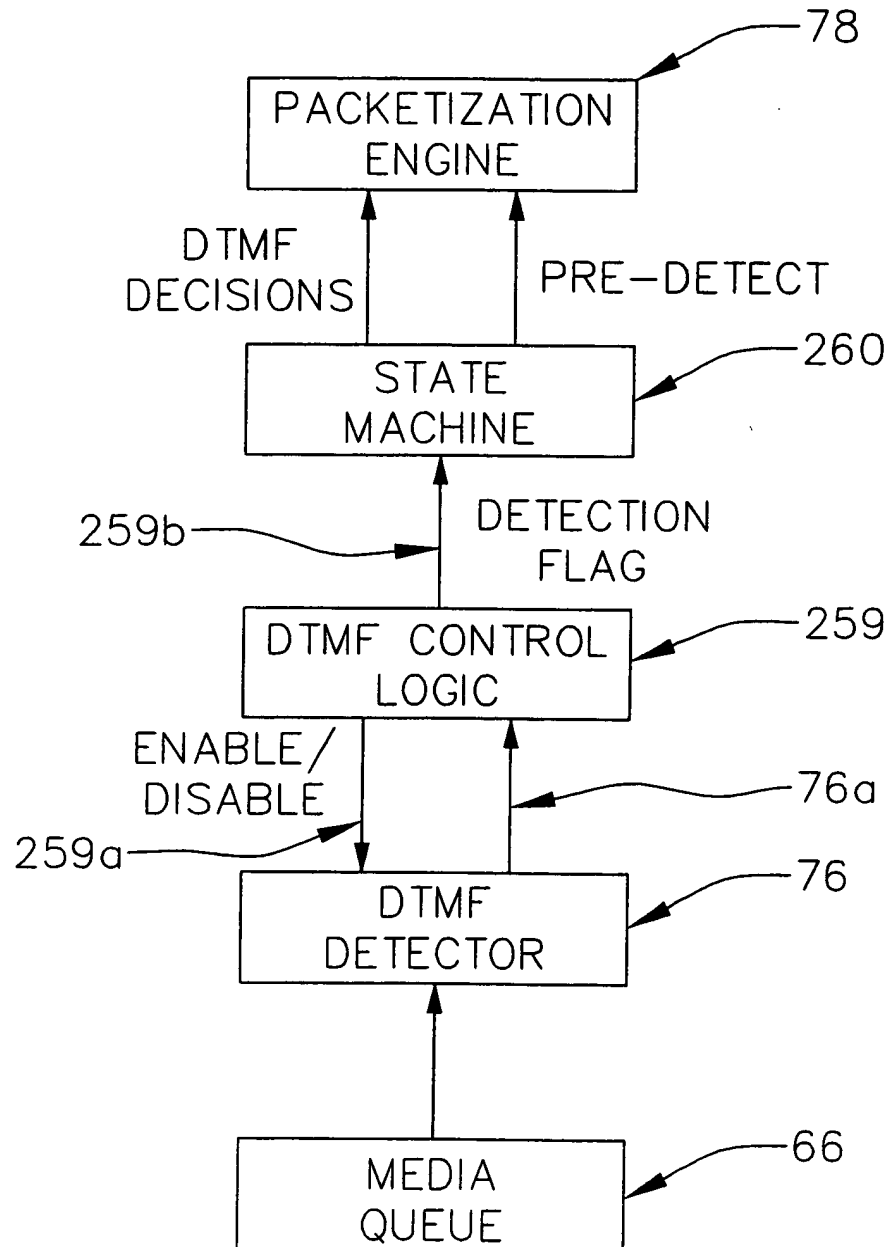 78
PACKETIZATION
ENGINE
DTMF
DECISIONS
PRE-DETECT
260
STATE
MACHINE
259b
DETECTION
FLAG
259
DTMF CONTROL
LOGIC
ENABLE/
DISABLE
76a
259a
76
DTMF
DETECTOR
66
MEDIA
QUEUE